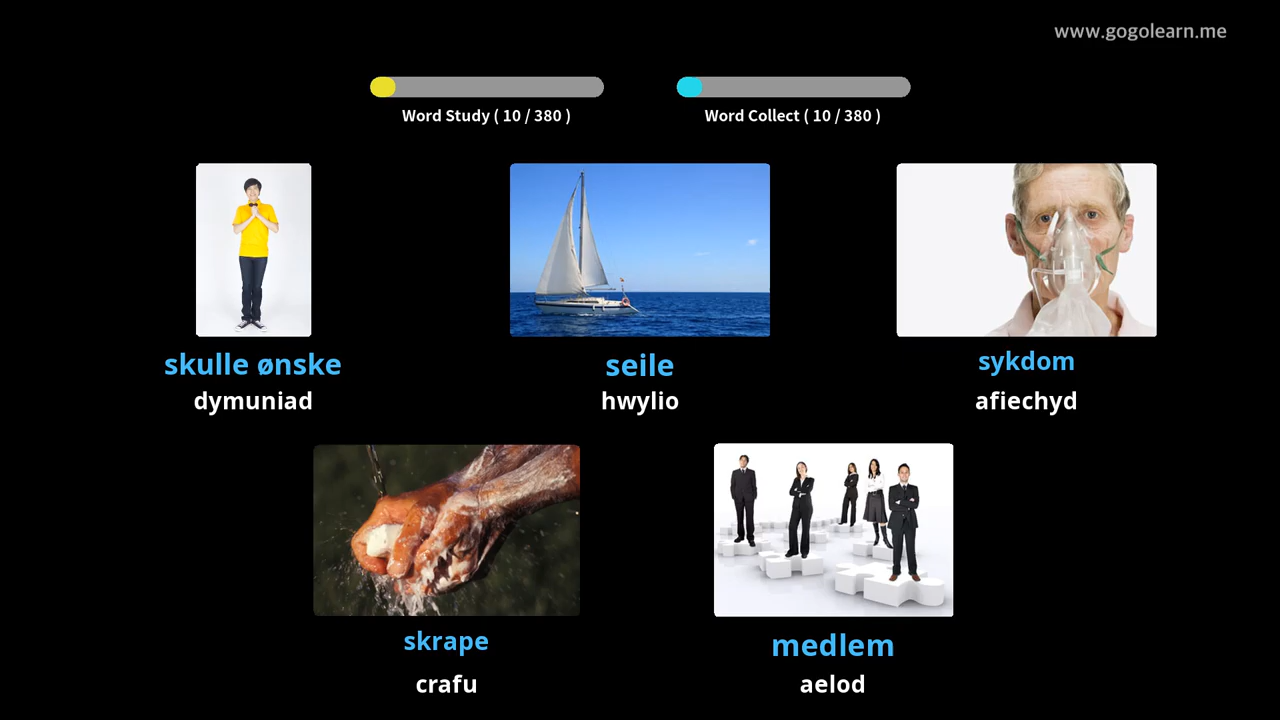 www.gogolearn.me
Word Study ( 10 / 380 )
Word Collect ( 10 / 380 )
skulle ønske
dymuniad
seile
hwylio
sykdom
afiechyd
skrape
crafu
medlem
aelod